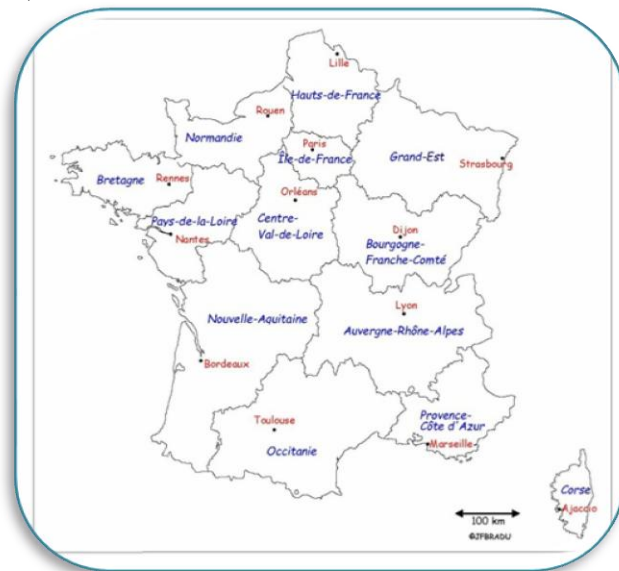 Lille
Hauts-de-France
Rouen
Normandie
Paris
Île-de-France
Grand-Est
Strasbourg
Bretagne
Rennes
Orléans
Pays-de-la-Loire
Nantes
Centre-
Val-de-Loire
Dijon
Bourgogne-
Franche-Comté
Lyon
Nouvelle-Aquitaine
Auvergne-Rhône-Alpes
Bordeaux
Toulouse
Occitanie
Provence-
Côte d'Azur
Marseille
Corse
Ajaccio
100 km
©JFBRADU